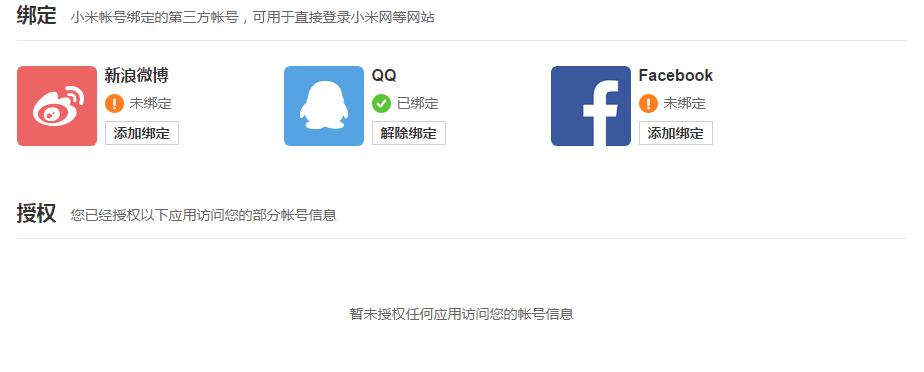 绑定 小米帐号绑定的第三方帐号，可用于直接登录小米网等网站
新浪微博
未绑定
添加绑定
QQ
已绑定
解除绑定
Facebook
未绑定
添加绑定
授权 您已经授权以下应用访问您的部分帐号信息
暂未授权任何应用访问您的帐号信息